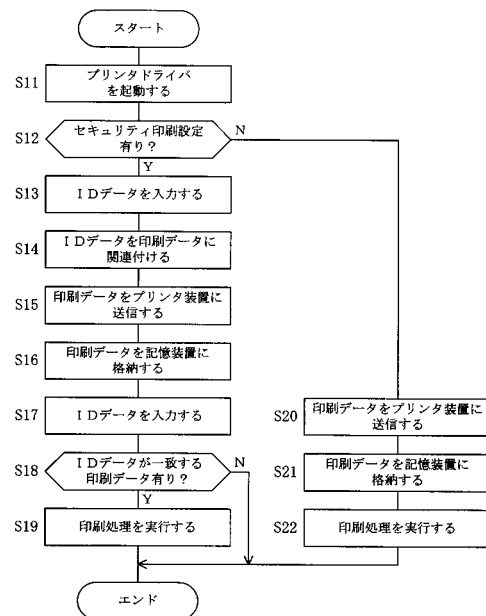 スタート
S11
プリンタドライバ
を起動する
S12
セキュリティ印刷設定
有り?
N
Y
S13
IDデータを入力する
S14
IDデータを印刷データに
関連付ける
S15
印刷データをプリンタ装置に
送信する
S16
印刷データを記憶装置に
格納する
S17
IDデータを入力する
S18
IDデータが一致する
印刷データ有り?
N
Y
S19
印刷処理を実行する
S20
印刷データをプリンタ装置に
送信する
S21
印刷データを記憶装置に
格納する
S22
印刷処理を実行する
エンド